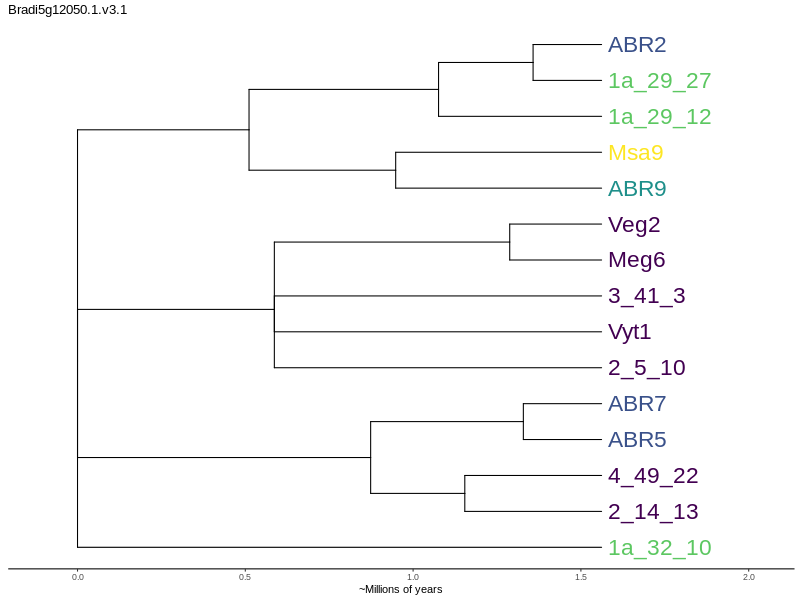 Bradi5g12050.1.v3.1
ABR2
1a_29_27
1a_29_12
Msa9
ABR9
Veg2
Meg6
3_41_3
Vyt1
2_5_10
ABR7
ABR5
4_49_22
2_14_13
1a_32_10
0.0 0.5 1.0 1.5 2.0
~Millions of years